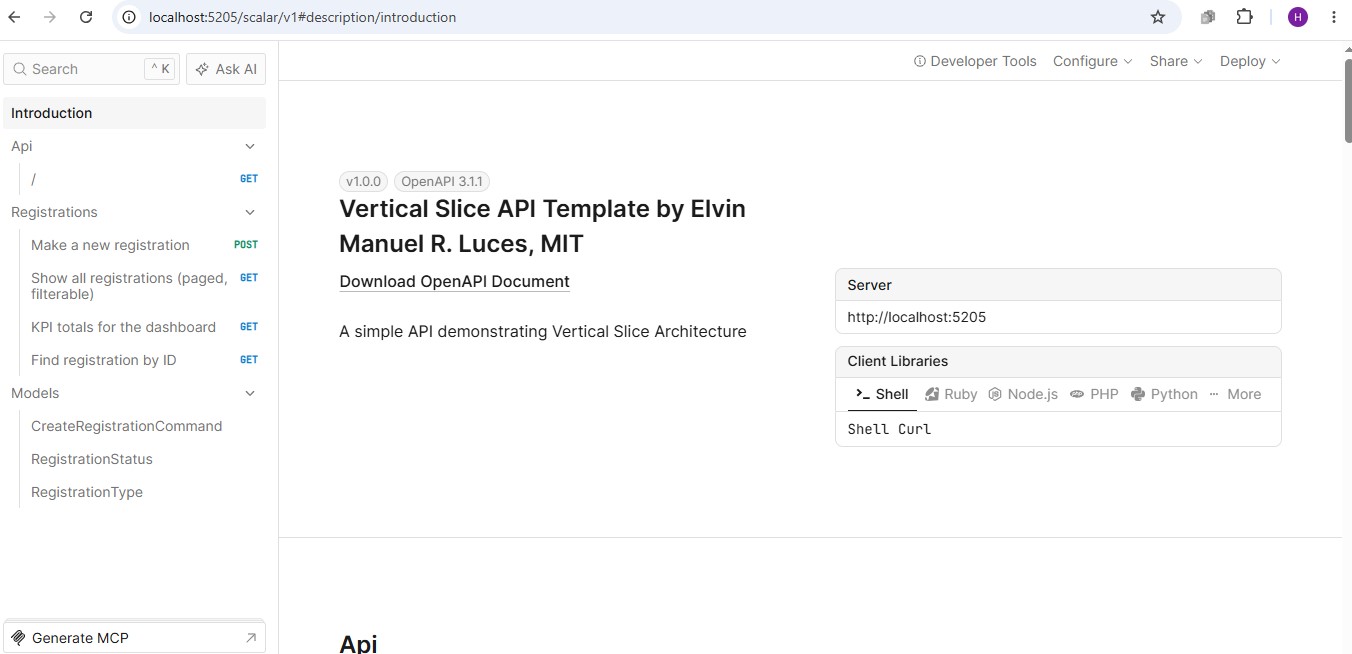 localhost:5205/scalar/v1#description/introduction
H
Search
^ K
Ask AI
Developer Tools
Configure
Share
Deploy
Introduction
Api
/
GET
Registrations
Make a new registration
POST
Show all registrations (paged,
filterable)
GET
KPI totals for the dashboard
GET
Find registration by ID
GET
Models
CreateRegistrationCommand
RegistrationStatus
RegistrationType
Generate MCP
v1.0.0
OpenAPI 3.1.1
Vertical Slice API Template by Elvin
Manuel R. Luces, MIT
Download OpenAPI Document
A simple API demonstrating Vertical Slice Architecture
Server
http://localhost:5205
Client Libraries
Shell
Ruby
Node.js
PHP
Python
More
Shell Curl
Api